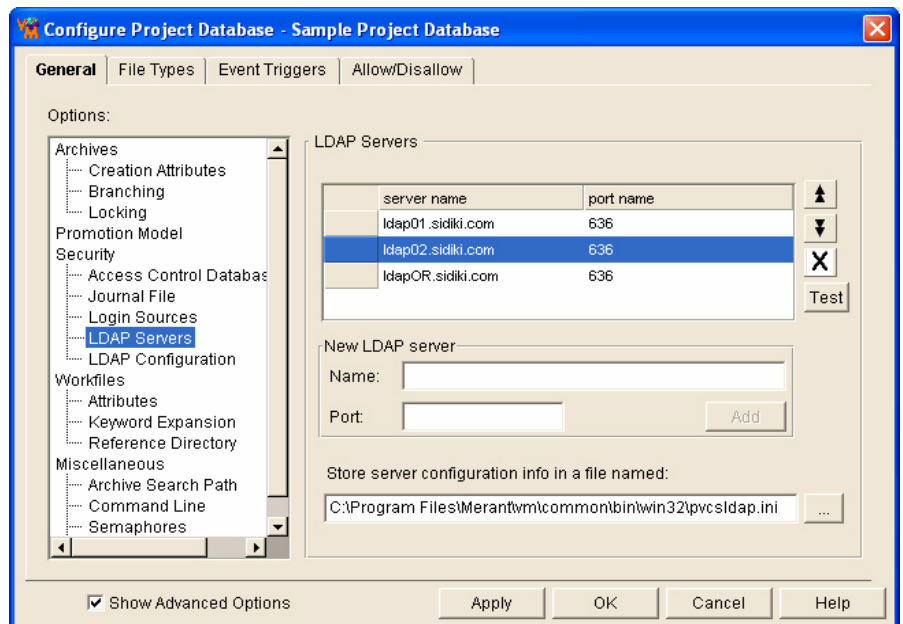 Configure Project Database - Sample Project Database
General File Types Event Triggers Allow/Disallow
Options:
Archives
Creation Attributes
Branching
Locking
Promotion Model
Security
Access Control Databas
Journal File
Login Sources
LDAP Servers
LDAP Configuration
Workfiles
Attributes
Keyword Expansion
Reference Directory
Miscellaneous
Archive Search Path
Command Line
Semaphores
LDAP Servers
server name port name
ldap01.sidiki.com 636
ldap02.sidiki.com 636
ldapOR.sidiki.com 636
X
Test
New LDAP server
Name:
Port:
Add
Store server configuration info in a file named:
C:\Program Files\Merant\vm\common\bin\win32\pvcsldap.ini
...
Show Advanced Options
Apply OK Cancel Help